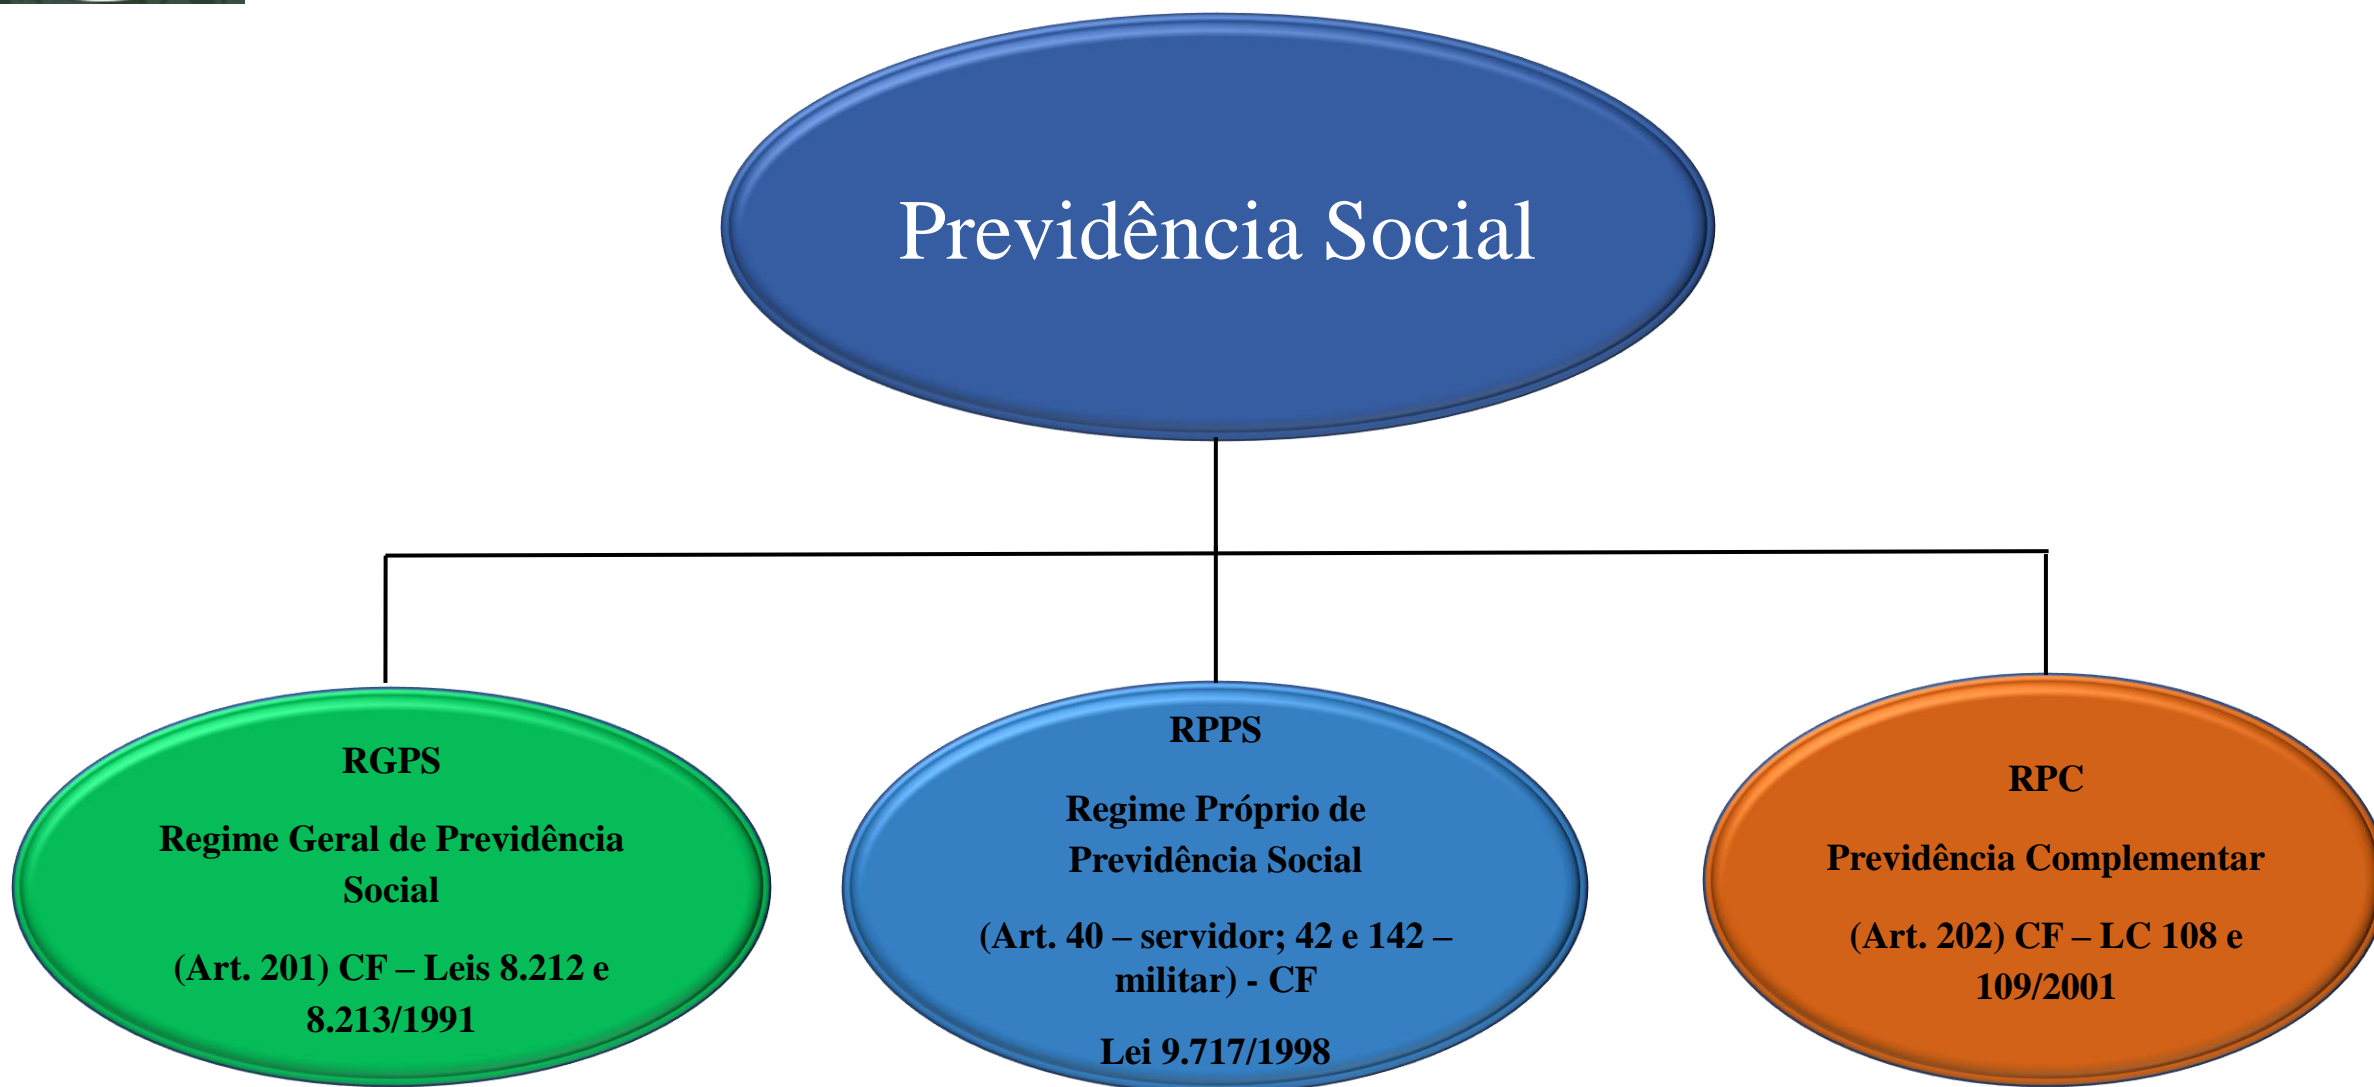 Previdência Social
RGPS
Regime Geral de Previdência
Social
(Art. 201) CF – Leis 8.212 e
8.213/1991
RPPS
Regime Próprio de
Previdência Social
(Art. 40 – servidor; 42 e 142 –
militar) - CF
Lei 9.717/1998
RPC
Previdência Complementar
(Art. 202) CF – LC 108 e
109/2001